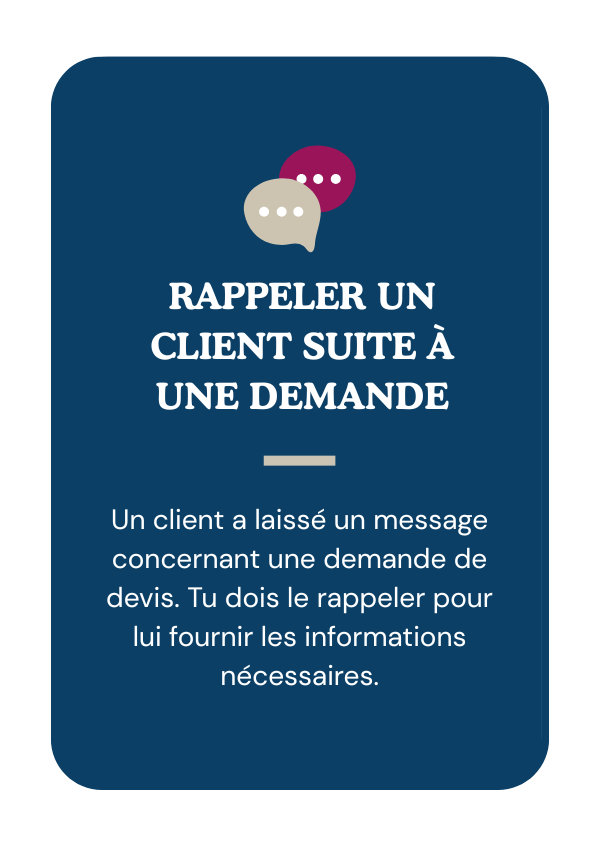 RAPPELER UN
CLIENT SUITE À
UNE DEMANDE
Un client a laissé un message
concernant une demande de
devis. Tu dois le rappeler pour
lui fournir les informations
nécessaires.